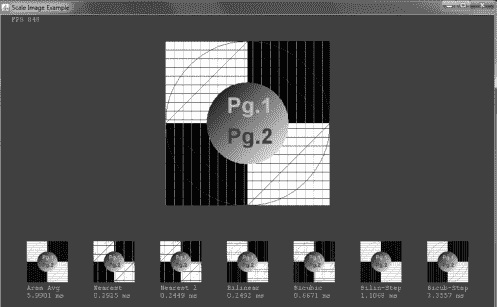 Scale Image Example
FPS 848
Pg.1
Pg.2
Area Avg Nearest Nearest 2 Bilinear Bicubic Bilin-Step Bicub-Step
5.9901 ms 0.2925 ms 0.2449 ms 0.2492 ms 0.6671 ms 1.1068 ms 3.3557 ms